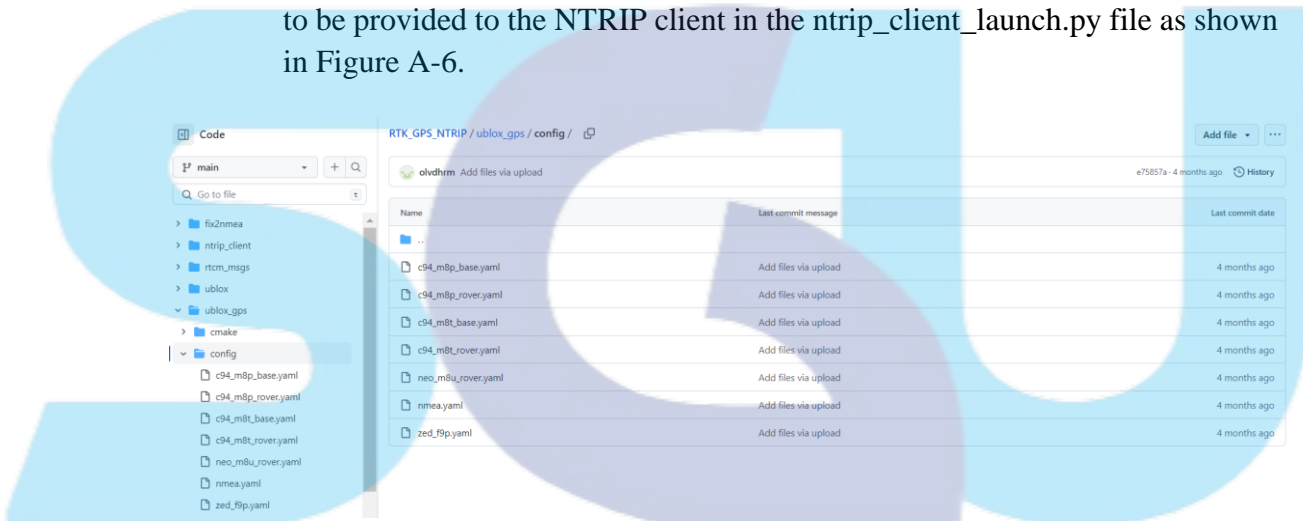 to be provided to the NTRIP client in the ntrip_client_launch.py file as shown
in Figure A-6.
Code
RTK_GPS_NTRIP / ublox_gps / config /
Add file
main
olvdhrm Add files via upload
e75857a · 4 months ago History
Go to file
t
Name Last commit message Last commit date
fix2nmea
..
ntrip_client
c94_m8p_base.yaml Add files via upload 4 months ago
rtcm_msgs
c94_m8p_rover.yaml Add files via upload 4 months ago
ublox
c94_m8t_base.yaml Add files via upload 4 months ago
ublox_gps
cmake
c94_m8t_rover.yaml Add files via upload 4 months ago
config
neo_m8u_rover.yaml Add files via upload 4 months ago
c94_m8p_base.yaml
nmea.yaml Add files via upload 4 months ago
c94_m8p_rover.yaml
zed_f9p.yaml Add files via upload 4 months ago
c94_m8t_base.yaml
c94_m8t_rover.yaml
neo_m8u_rover.yaml
nmea.yaml
zed_f9p.yaml
SGU